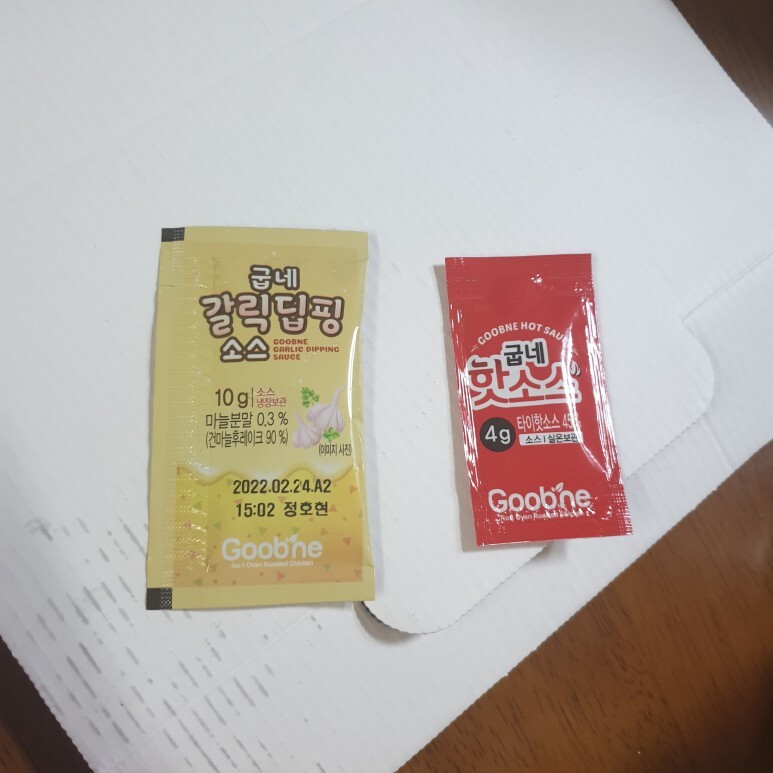 굽네
갈릭딥핑
소스
GOOBNE
GARLIC DIPPING
SAUCE
10 g 소스
냉장보관
마늘분말 0.3 %
(건마늘후레이크 90 %)
(이미지 사진)
2022.02.24.A2
15:02 정호현
Goobne
No.1 Oven Roasted Chicken
GOOBNE HOT
굽네
핫소스
타이핫소스
4g
소스 | 실온보관
Goobne